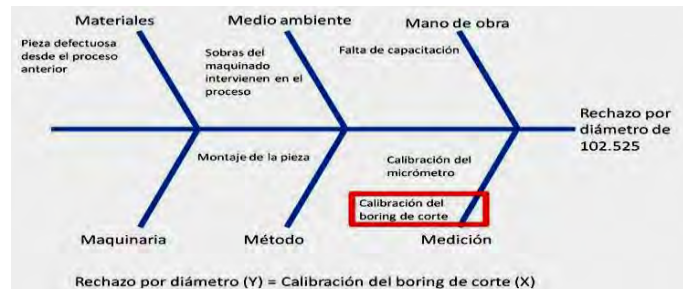 Materiales
Medio ambiente
Mano de obra
Pieza defectuosa
desde el proceso
anterior
Sobras del
maquinado
intervienen en el
proceso
Falta de capacitación
Rechazo por
diámetro de
102.525
Montaje de la pieza
Calibración del
micrómetro
Calibración del
boring de corte
Maquinaria
Método
Medición
Rechazo por diámetro (Y) = Calibración del boring de corte (X)